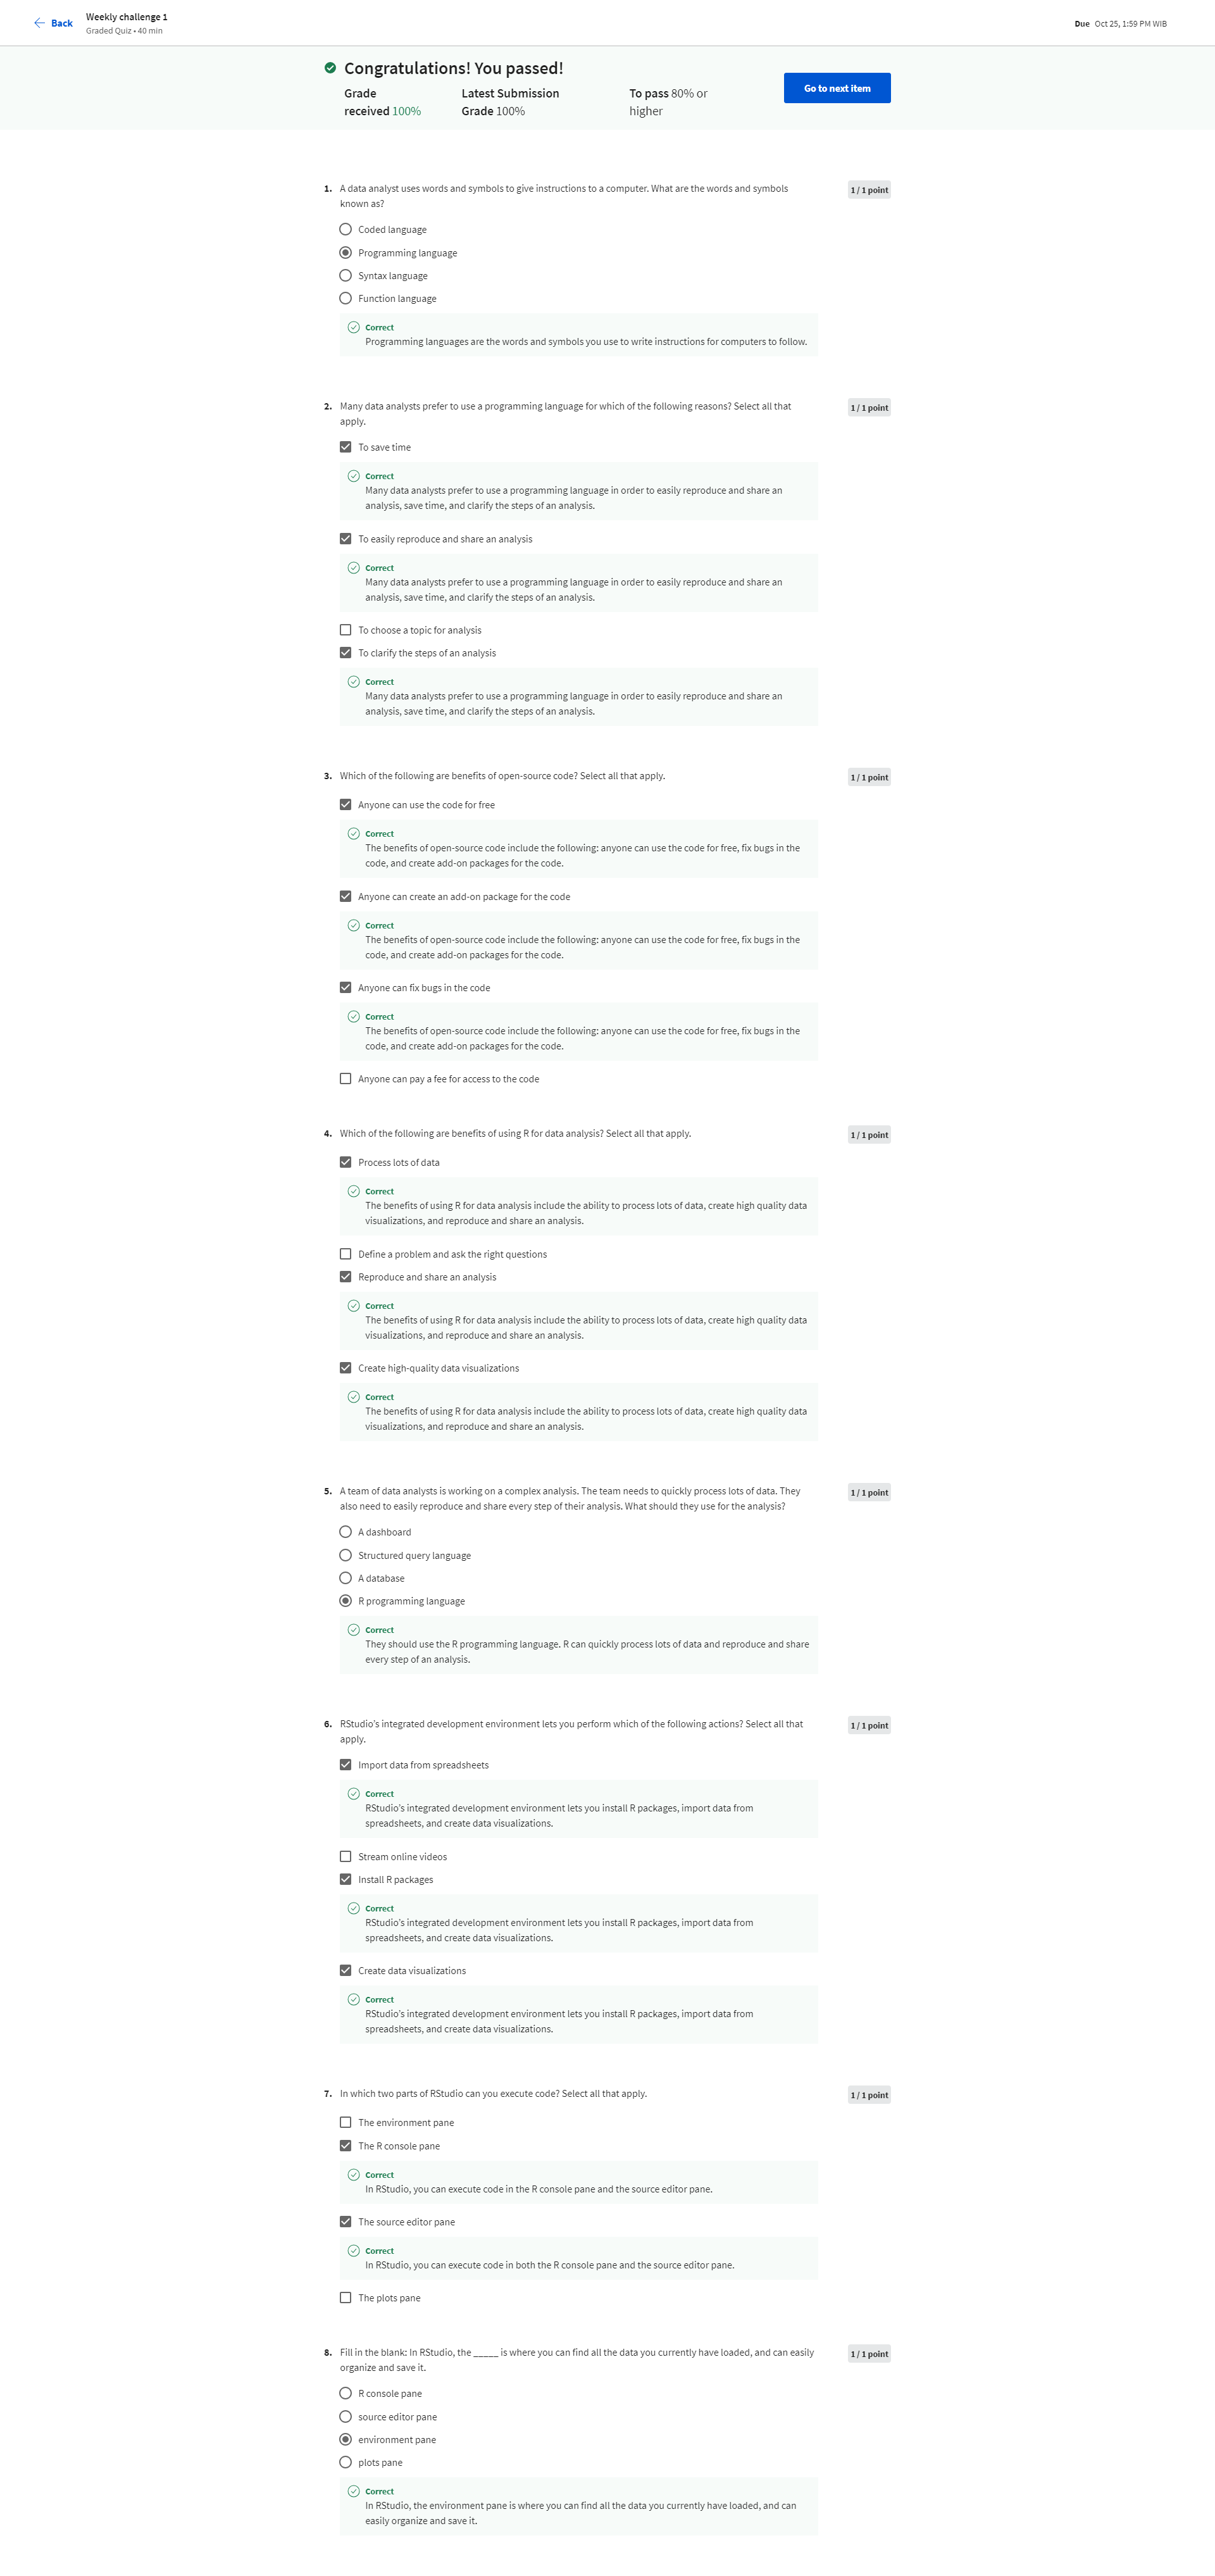 Back
Weekly challenge 1
Graded Quiz • 40 min
Due Oct 25, 1:59 PM WIB
Congratulations! You passed!
Grade
received 100%
Latest Submission
Grade 100%
To pass 80% or
higher
Go to next item
1. A data analyst uses words and symbols to give instructions to a computer. What are the words and symbols
known as?
1 / 1 point
Coded language
Programming language
Syntax language
Function language
Correct
Programming languages are the words and symbols you use to write instructions for computers to follow.
2. Many data analysts prefer to use a programming language for which of the following reasons? Select all that
apply.
1 / 1 point
To save time
Correct
Many data analysts prefer to use a programming language in order to easily reproduce and share an
analysis, save time, and clarify the steps of an analysis.
To easily reproduce and share an analysis
Correct
Many data analysts prefer to use a programming language in order to easily reproduce and share an
analysis, save time, and clarify the steps of an analysis.
To choose a topic for analysis
To clarify the steps of an analysis
Correct
Many data analysts prefer to use a programming language in order to easily reproduce and share an
analysis, save time, and clarify the steps of an analysis.
3. Which of the following are benefits of open-source code? Select all that apply.
1 / 1 point
Anyone can use the code for free
Correct
The benefits of open-source code include the following: anyone can use the code for free, fix bugs in the
code, and create add-on packages for the code.
Anyone can create an add-on package for the code
Correct
The benefits of open-source code include the following: anyone can use the code for free, fix bugs in the
code, and create add-on packages for the code.
Anyone can fix bugs in the code
Correct
The benefits of open-source code include the following: anyone can use the code for free, fix bugs in the
code, and create add-on packages for the code.
Anyone can pay a fee for access to the code
4. Which of the following are benefits of using R for data analysis? Select all that apply.
1 / 1 point
Process lots of data
Correct
The benefits of using R for data analysis include the ability to process lots of data, create high quality data
visualizations, and reproduce and share an analysis.
Define a problem and ask the right questions
Reproduce and share an analysis
Correct
The benefits of using R for data analysis include the ability to process lots of data, create high quality data
visualizations, and reproduce and share an analysis.
Create high-quality data visualizations
Correct
The benefits of using R for data analysis include the ability to process lots of data, create high quality data
visualizations, and reproduce and share an analysis.
5. A team of data analysts is working on a complex analysis. The team needs to quickly process lots of data. They
also need to easily reproduce and share every step of their analysis. What should they use for the analysis?
1 / 1 point
A dashboard
Structured query language
A database
R programming language
Correct
They should use the R programming language. R can quickly process lots of data and reproduce and share
every step of an analysis.
6. RStudio’s integrated development environment lets you perform which of the following actions? Select all that
apply.
1 / 1 point
Import data from spreadsheets
Correct
RStudio’s integrated development environment lets you install R packages, import data from
spreadsheets, and create data visualizations.
Stream online videos
Install R packages
Correct
RStudio’s integrated development environment lets you install R packages, import data from
spreadsheets, and create data visualizations.
Create data visualizations
Correct
RStudio’s integrated development environment lets you install R packages, import data from
spreadsheets, and create data visualizations.
7. In which two parts of RStudio can you execute code? Select all that apply.
1 / 1 point
The environment pane
The R console pane
Correct
In RStudio, you can execute code in the R console pane and the source editor pane.
The source editor pane
Correct
In RStudio, you can execute code in both the R console pane and the source editor pane.
The plots pane
8. Fill in the blank: In RStudio, the _____ is where you can find all the data you currently have loaded, and can easily
organize and save it.
1 / 1 point
R console pane
source editor pane
environment pane
plots pane
Correct
In RStudio, the environment pane is where you can find all the data you currently have loaded, and can
easily organize and save it.